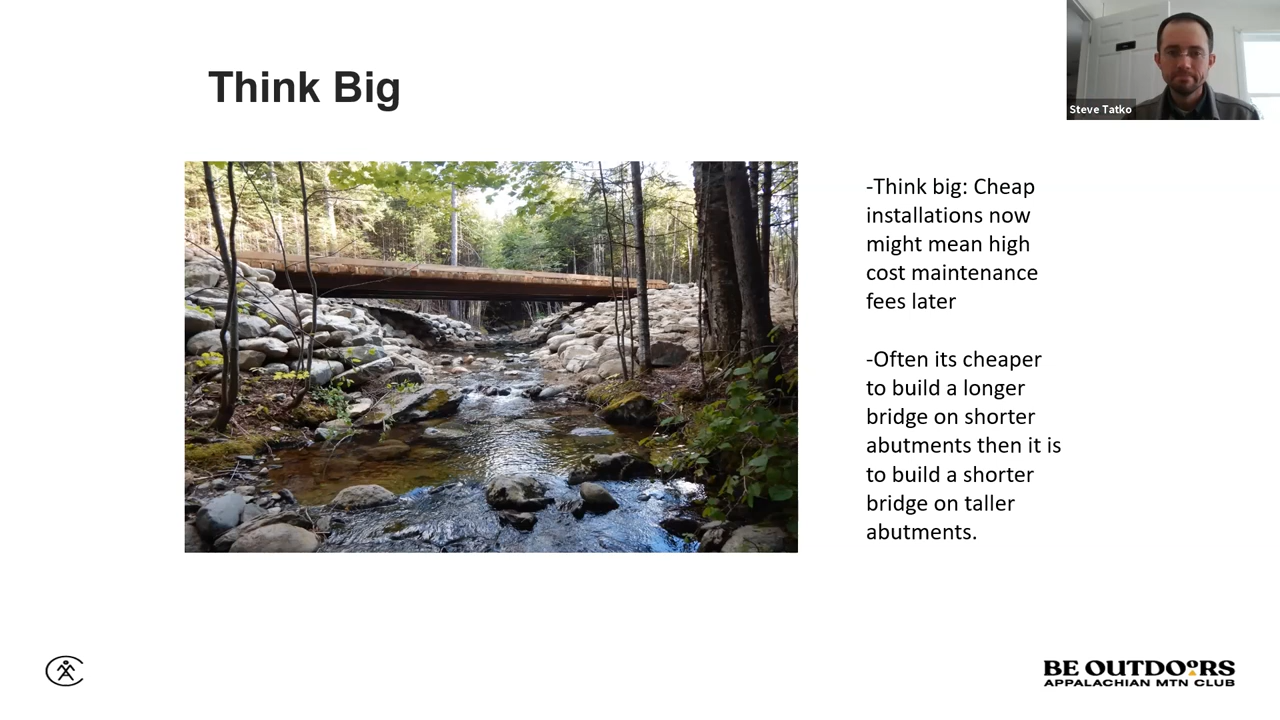 Think Big
Steve Tatko
-Think big: Cheap
installations now
might mean high
cost maintenance
fees later
-Often its cheaper
to build a longer
bridge on shorter
abutments then it is
to build a shorter
bridge on taller
abutments.
BE OUTDOORS
APPALACHIAN MTN CLUB